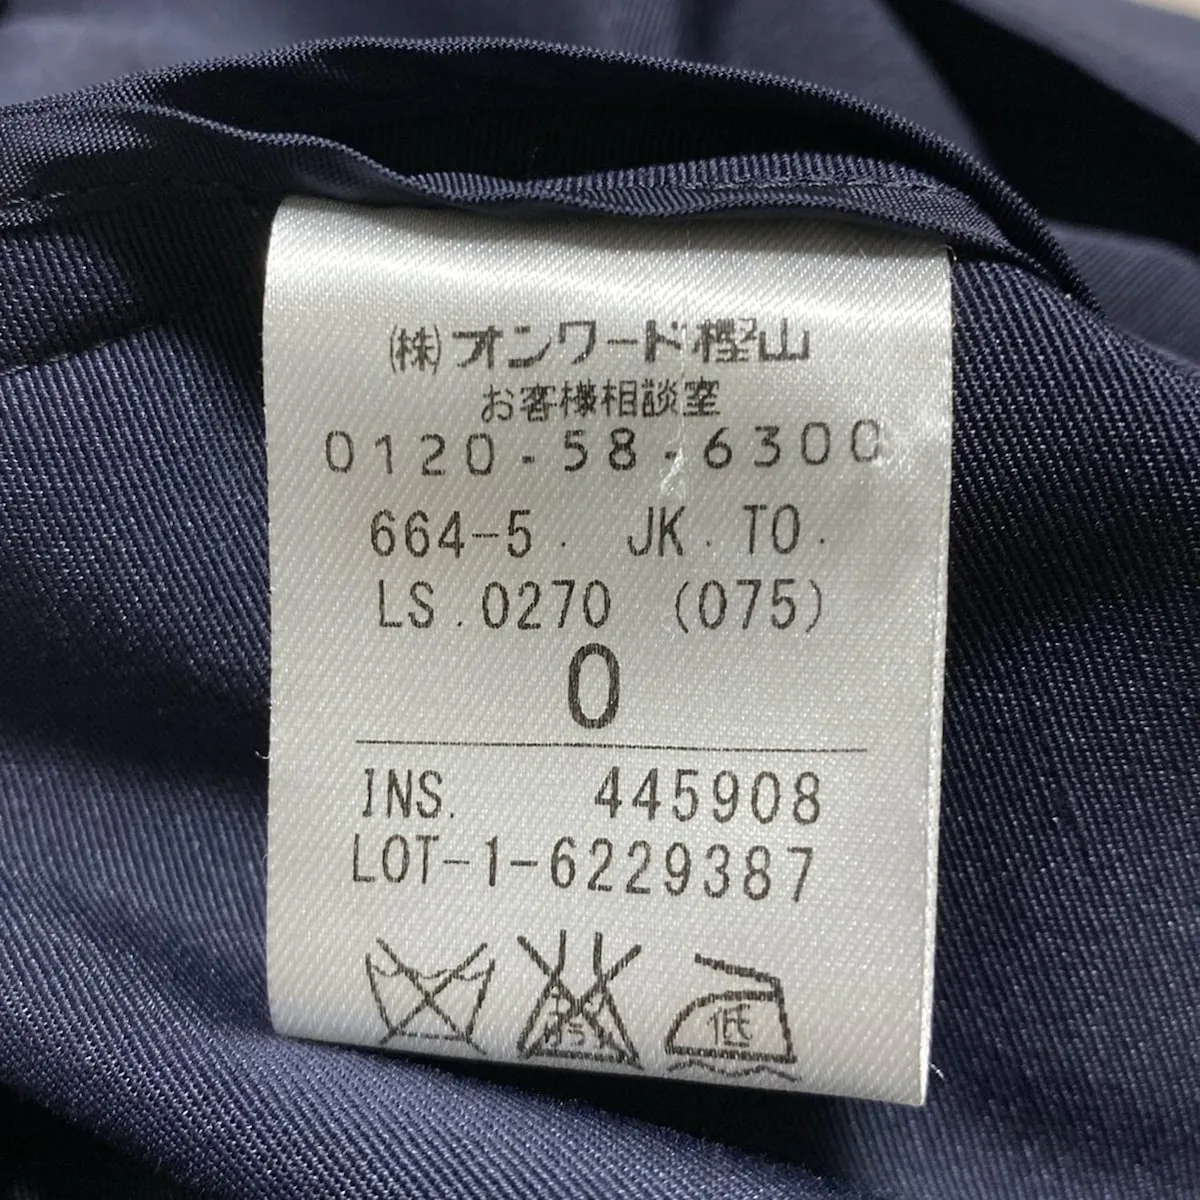 (株)オンワード樫山
お客様相談室
0120-58-6300
664-5. JK. TO.
LS.0270 (075)
0
INS. 445908
LOT-1-6229387
低